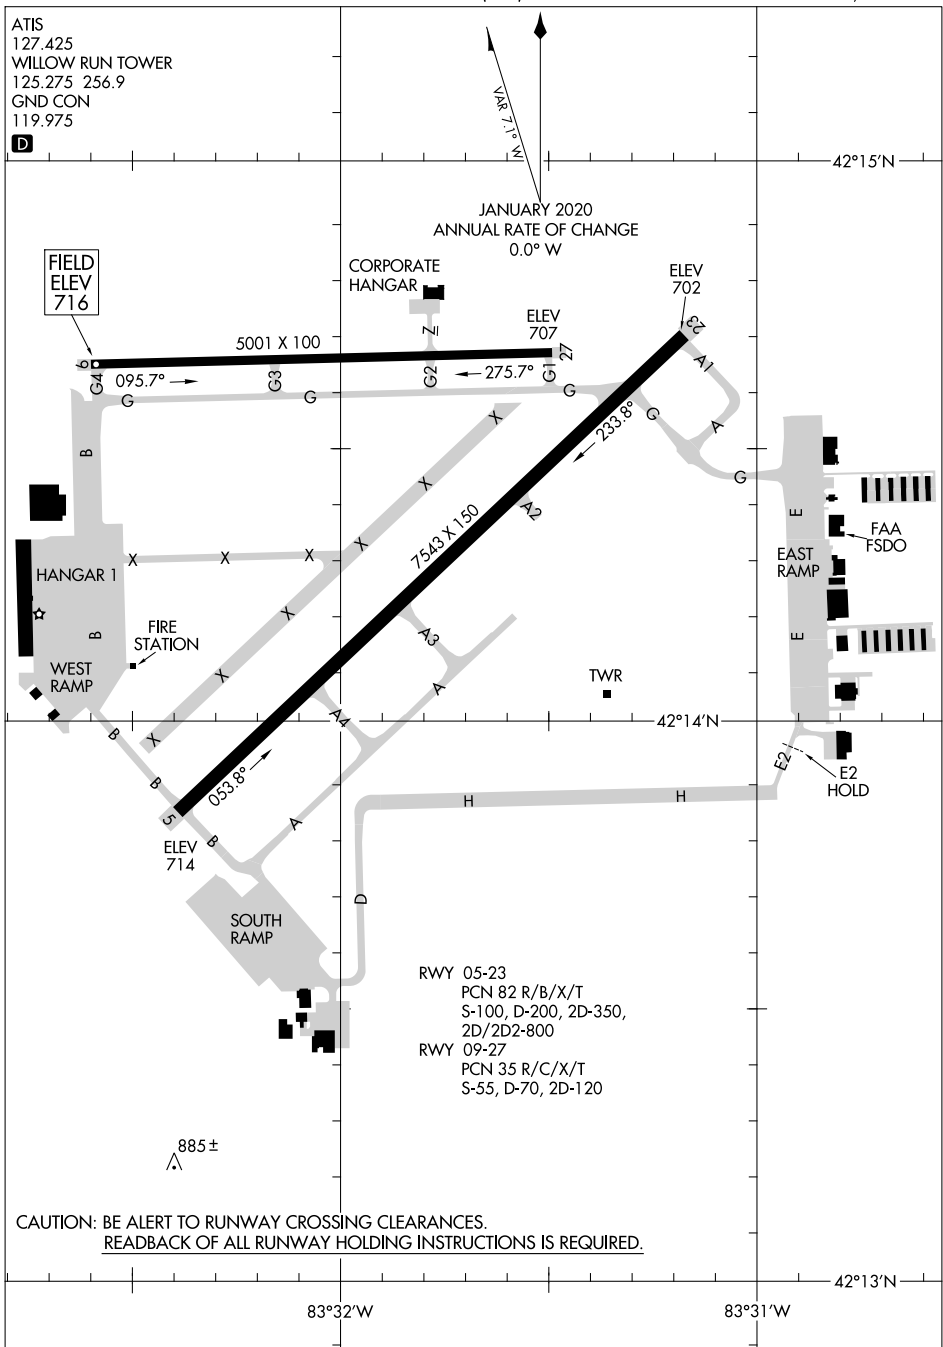 ATIS
127.425
WILLOW RUN TOWER
125.275 256.9
GND CON
119.975
D
VAR 7.1° W
42°15'N
JANUARY 2020
ANNUAL RATE OF CHANGE
0.0° W
FIELD
ELEV
716
CORPORATE
HANGAR
ELEV
702
ELEV
707
23
Z
5001 X 100
27
9
A1
G4
095.7°
G3
G2
275.7°
G1
G
G
G
G
A
X
233.8°
B
G
X
A2
E
7543 X 150
FAA
FSDO
X
X
X
X
EAST
RAMP
HANGAR 1
X
B
FIRE
STATION
A3
E
WEST
RAMP
X
A
TWR
A4
42°14'N
B
X
E2
B
053.8°
E2
HOLD
H
H
5
A
B
ELEV
714
D
SOUTH
RAMP
RWY 05-23
PCN 82 R/B/X/T
S-100, D-200, 2D-350,
2D/2D2-800
RWY 09-27
PCN 35 R/C/X/T
S-55, D-70, 2D-120
885±
CAUTION: BE ALERT TO RUNWAY CROSSING CLEARANCES.
READBACK OF ALL RUNWAY HOLDING INSTRUCTIONS IS REQUIRED.
42°13'N
83°32'W
83°31'W